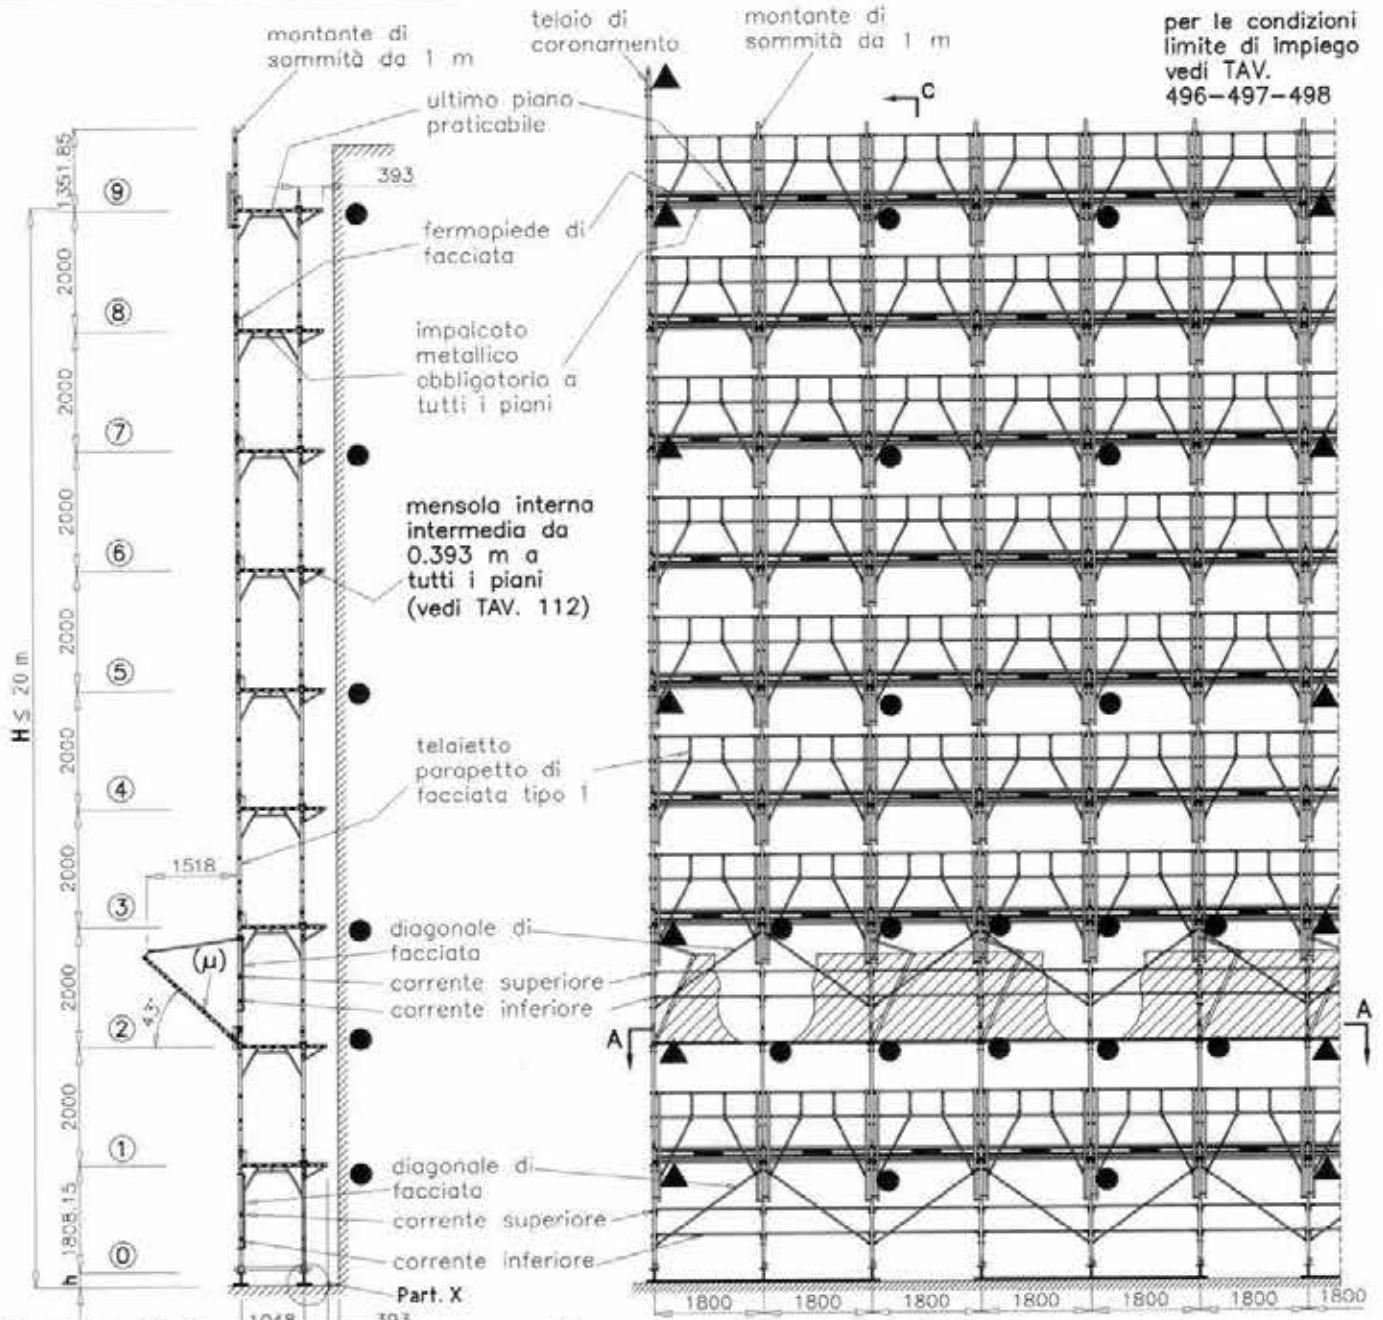 montante di
sommità da 1 m
telaio di
coronamento
montante di
sommità da 1 m
per le condizioni
limite di impiego
vedi TAV.
496-497-498
C
ultimo piano
praticabile
393
fermapiede di
facciata
impalcato
metallico
obbligatorio a
tutti i piani
mensola interna
intermedia da
0.393 m a
tutti i piani
(vedi TAV. 112)
telaietto
parapetto di
facciata tipo 1
1518
(μ)
43°
diagonale di
facciata
corrente superiore
corrente inferiore
A
A
diagonale di
facciata
corrente superiore
corrente inferiore
Part. X
1048
393
1351.85
9
2000
8
2000
7
2000
6
2000
5
2000
4
2000
3
2000
2
2000
1
1808.15
0
h
H ≤ 20 m
1800
1800
1800
1800
1800
1800
1800